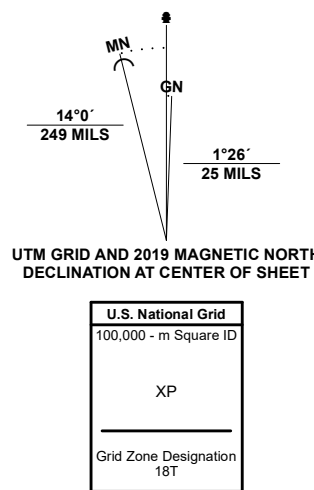 MN
GN
14°0´
249 MILS
1°26´
25 MILS
UTM GRID AND 2019 MAGNETIC NORTH
DECLINATION AT CENTER OF SHEET
U.S. National Grid
100,000 - m Square ID
XP
Grid Zone Designation
18T